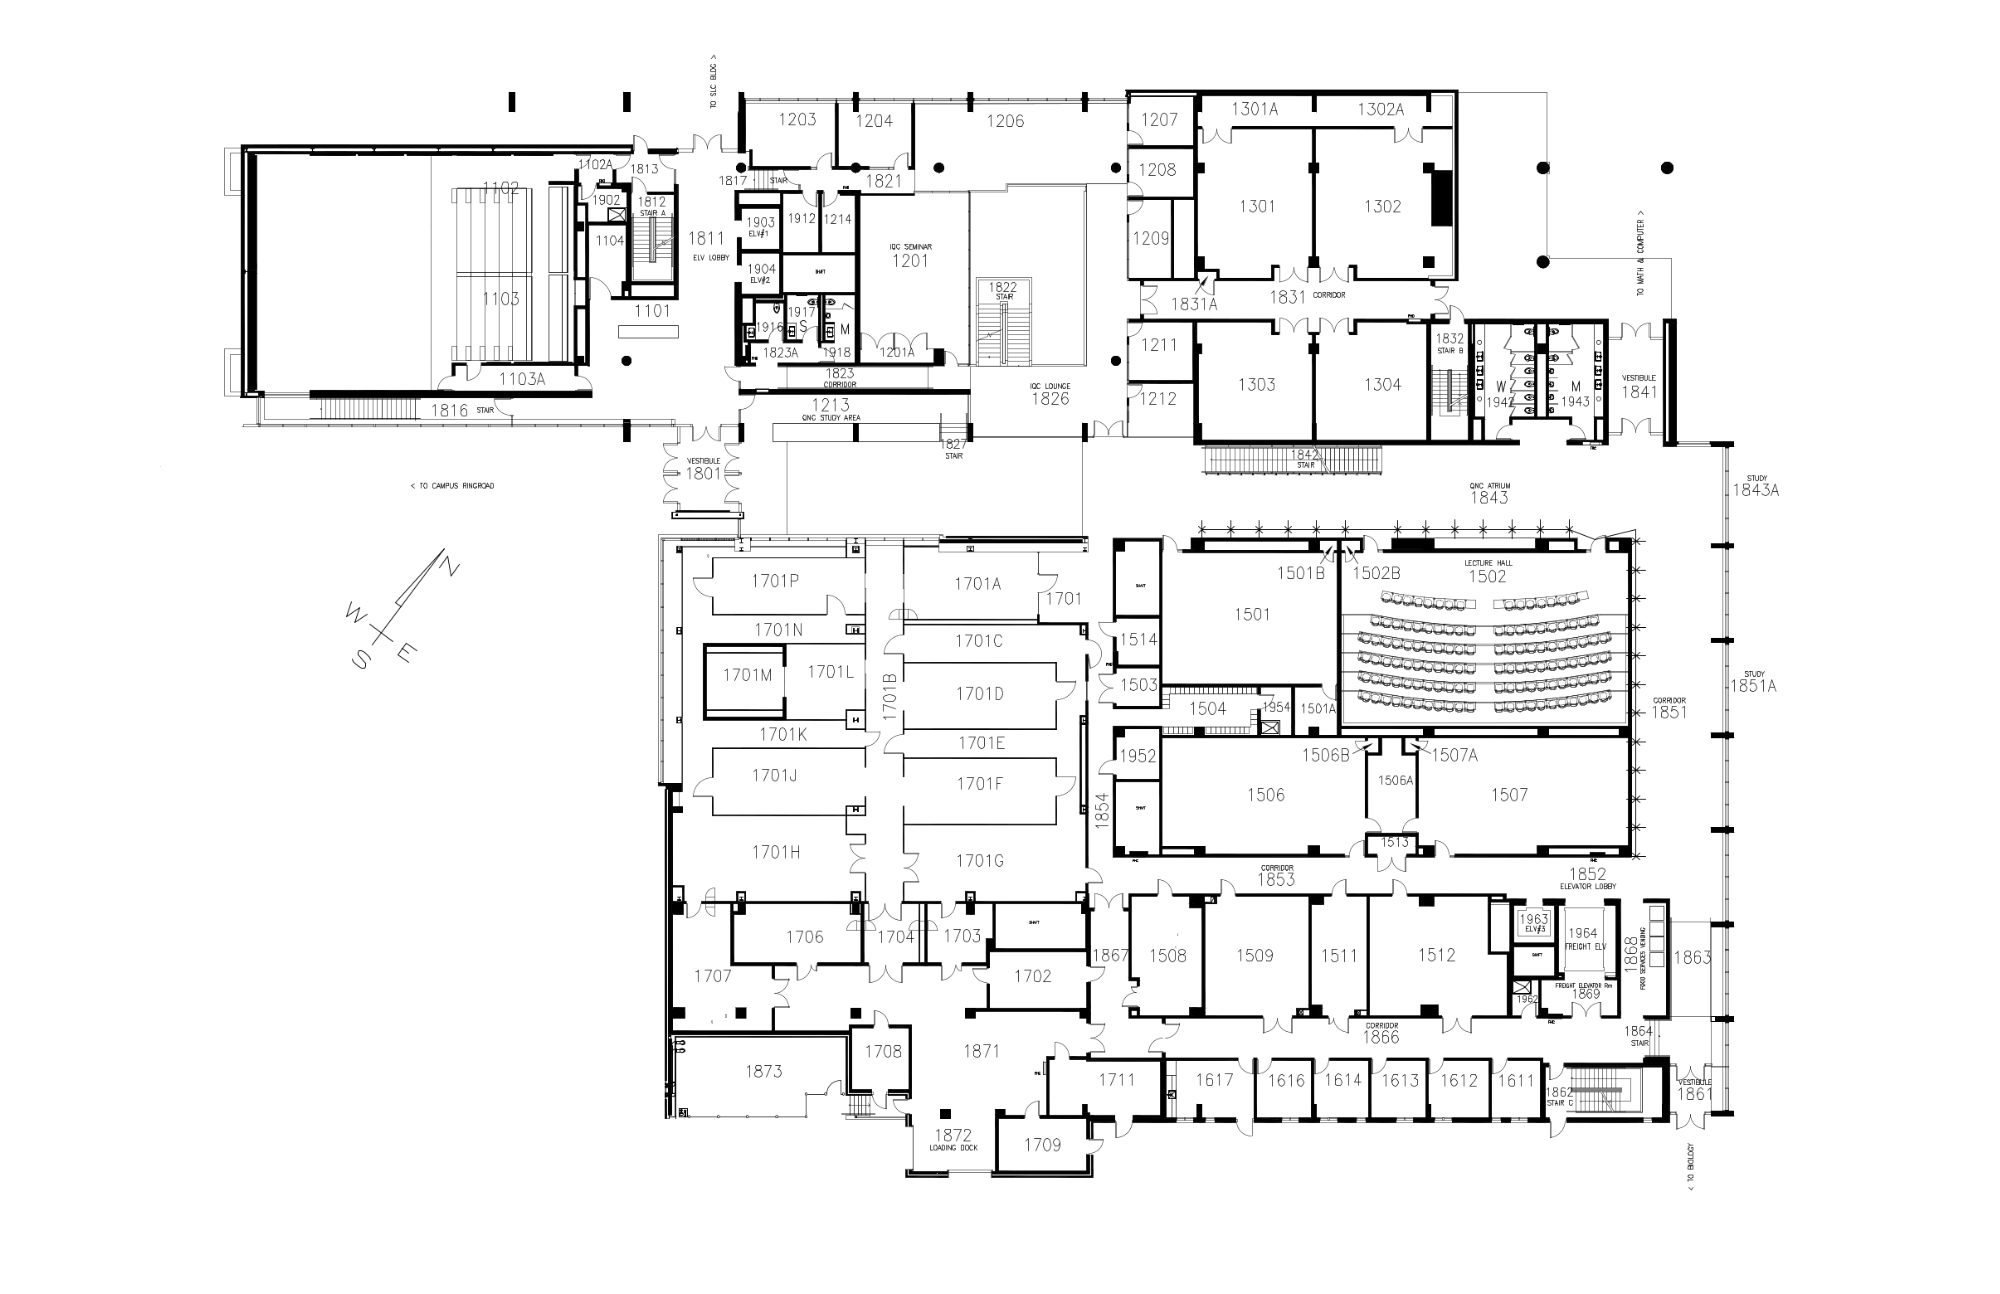 TO SLC BLDG >
1203
1204
1206
1207
1301A
1302A
1102A
1813
1102
1902
1812
STAIR A
1817
STAIR
1821
1208
1104
1811
ELV LOBBY
1903
ELV#1
1912
1214
IQC SEMINAR
1201
1209
1301
1302
TO MATH & COMPUTER >
1904
ELV#2
SHAFT
1103
1101
1822
STAIR
1831A
1831
CORRIDOR
1916
1917
S
M
1823A
1918
1201A
1211
1832
STAIR B
1103A
1823
CORRIDOR
IQC LOUNGE
1826
1212
1303
1304
W
1942
M
1943
VESTIBULE
1841
1816
STAIR
1213
QNC STUDY AREA
1827
STAIR
VESTIBULE
1801
1842
STAIR
< TO CAMPUS RINGROAD
QNC ATRIUM
1843
STUDY
1843A
N
W
E
S
1701P
1701A
1701
SHAFT
1501B
1502B
LECTURE HALL
1502
1701N
1701C
1514
1501
1701M
1701L
1701B
1701D
1503
1504
1954
1501A
STUDY
1851A
CORRIDOR
1851
1701K
1701E
1952
1506B
1507A
1701J
1701F
1854
SHAFT
1506
1506A
1507
1701H
1701G
1513
CORRIDOR
1853
1852
ELEVATOR LOBBY
1706
1704
1703
SHAFT
1707
1702
1867
1508
1509
1511
1512
1963
ELV#3
SHAFT
1964
FREIGHT ELV
1868
FOOD SERVICES VENDING
1863
FREIGHT ELEVATOR Rm
1869
1962
1708
1871
CORRIDOR
1866
1864
STAIR
1873
1711
1617
1616
1614
1613
1612
1611
1862
STAIR C
VESTIBULE
1861
1872
LOADING DOCK
1709
< TO BIOLOGY